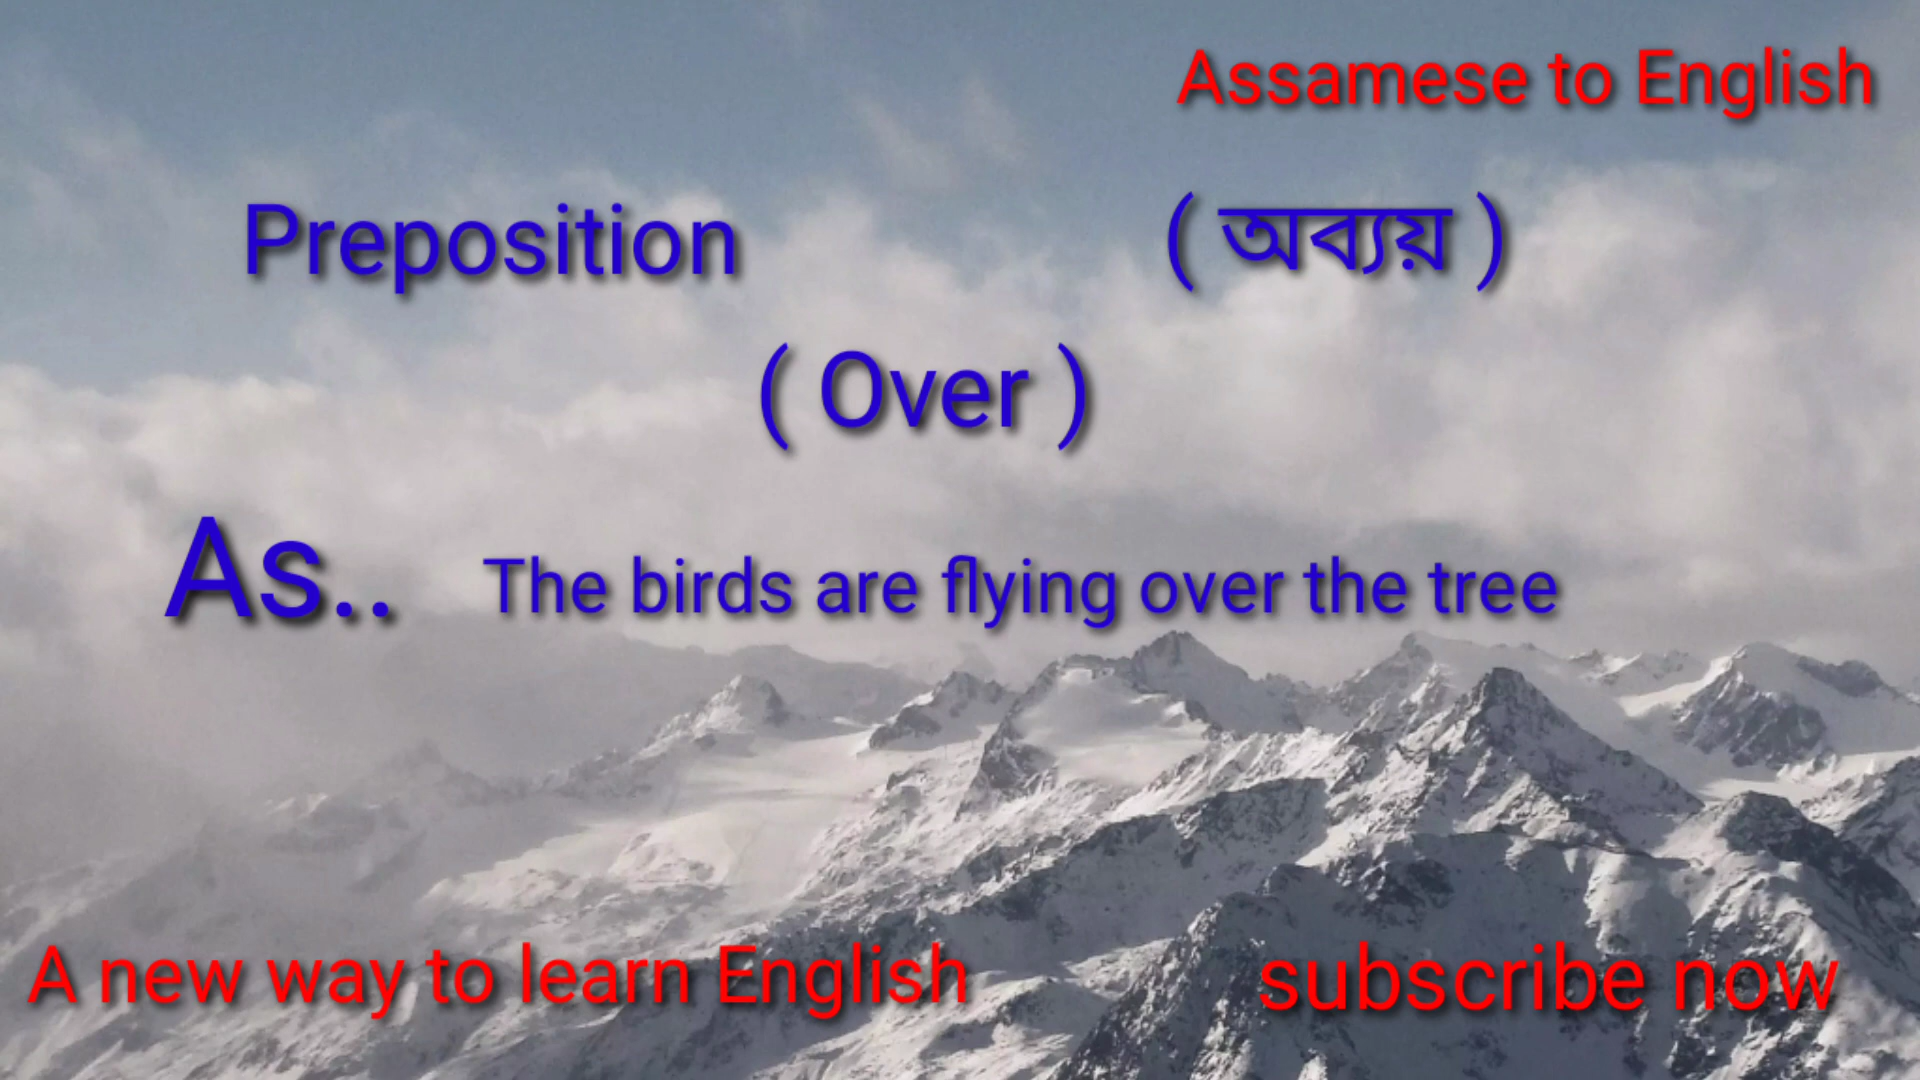 Assamese to English
Preposition ( অব্যয় )
( Over )
As.. The birds are flying over the tree
A new way to learn English subscribe now